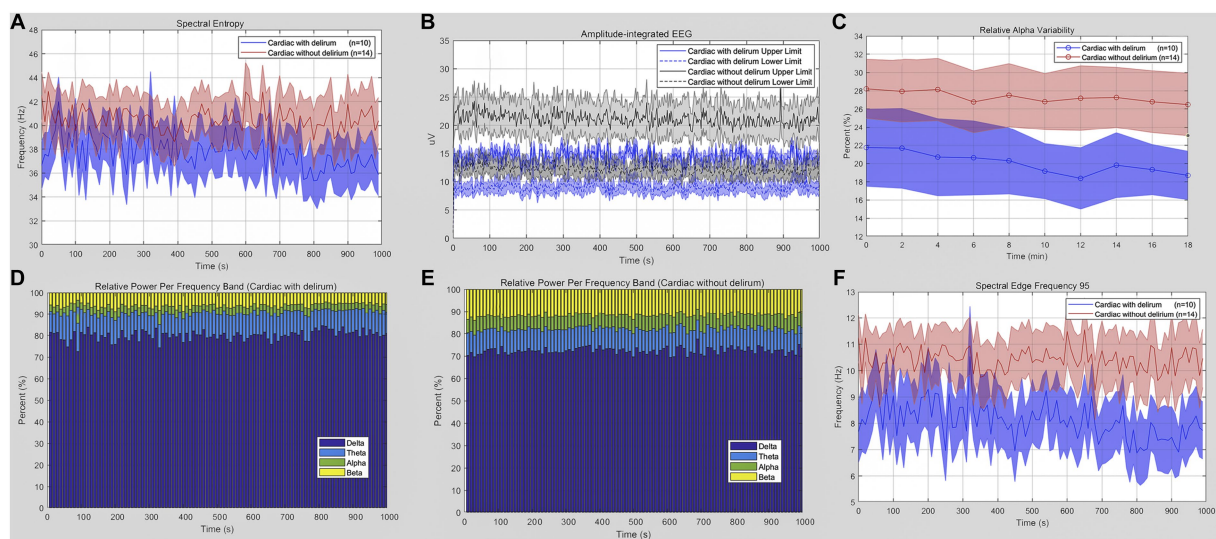 A
Spectral Entropy
48
46
44
42
40
38
36
34
32
30
Frequency (Hz)
Cardiac with delirum (n=10)
Cardiac without delirium (n=14)
0 100 200 300 400 500 600 700 800 900 1000
Time (s)
B
Amplitude-integrated EEG
35
30
25
20
15
10
5
0
uV
Cardiac with delirum Upper Limit
Cardiac with delirum Lower Limit
Cardiac without delirum Upper Limit
Cardiac without delirum Lower Limit
0 100 200 300 400 500 600 700 800 900 1000
Time (s)
C
Relative Alpha Variability
34
32
30
28
26
24
22
20
18
16
14
12
Percent (%)
Cardiac with delirum (n=10)
Cardiac without delirum (n=14)
0 2 4 6 8 10 12 14 16 18
Time (min)
D
Relative Power Per Frequency Band (Cardiac with delirum)
100
90
80
70
60
50
40
30
20
10
0
Percent (%)
Delta
Theta
Alpha
Beta
0 100 200 300 400 500 600 700 800 900 1000
Time (s)
E
Relative Power Per Frequency Band (Cardiac without delirum)
100
90
80
70
60
50
40
30
20
10
0
Percent (%)
Delta
Theta
Alpha
Beta
0 100 200 300 400 500 600 700 800 900 1000
Time (s)
F
Spectral Edge Frequency 95
13
12
11
10
9
8
7
6
5
Frequency (Hz)
Cardiac with delirum (n=10)
Cardiac without delirium (n=14)
0 100 200 300 400 500 600 700 800 900 1000
Time (s)